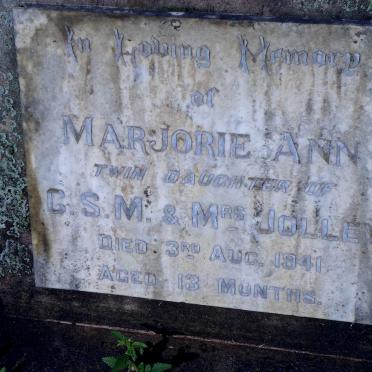 In Loving Memory
of
MARJORIE ANN
TWIN DAUGHTER OF
C.S.M. & MRS JOLLEY
DIED 3RD AUG. 1941
AGED 13 MONTHS.